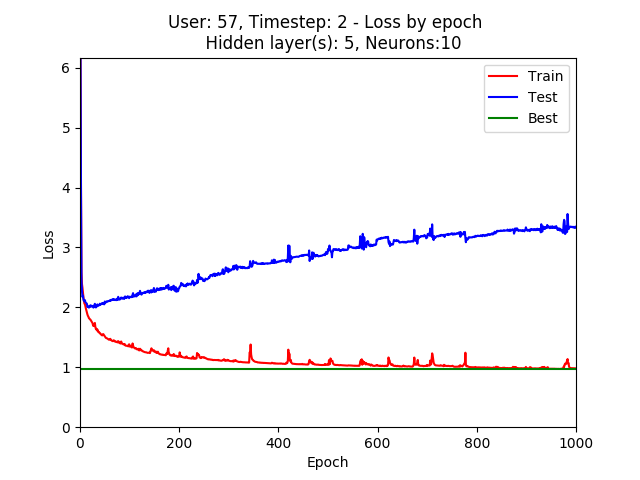 User: 57, Timestep: 2 - Loss by epoch
Hidden layer(s): 5, Neurons:10
Train
Test
Best
Loss
6
5
4
3
2
1
0
0 200 400 600 800 1000
Epoch